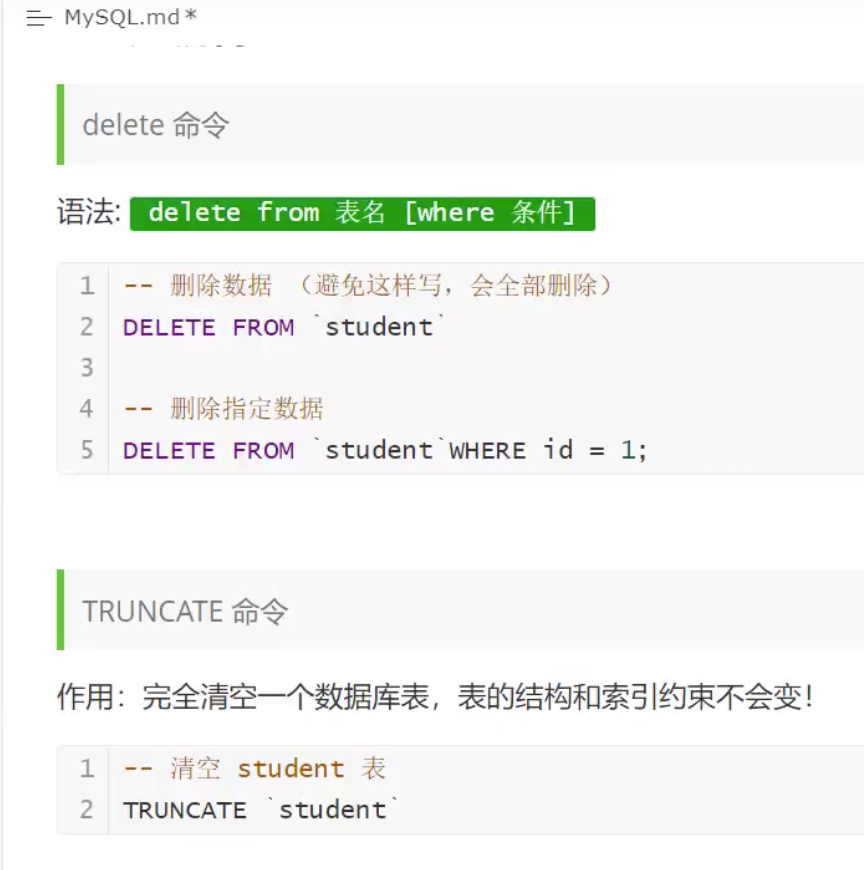 MySQL.md*
delete 命令
语法: delete from 表名 [where 条件]
1 -- 删除数据 （避免这样写，会全部删除）
2 DELETE FROM `student`
3
4 -- 删除指定数据
5 DELETE FROM `student`WHERE id = 1;
TRUNCATE 命令
作用：完全清空一个数据库表，表的结构和索引约束不会变！
1 -- 清空 student 表
2 TRUNCATE `student`